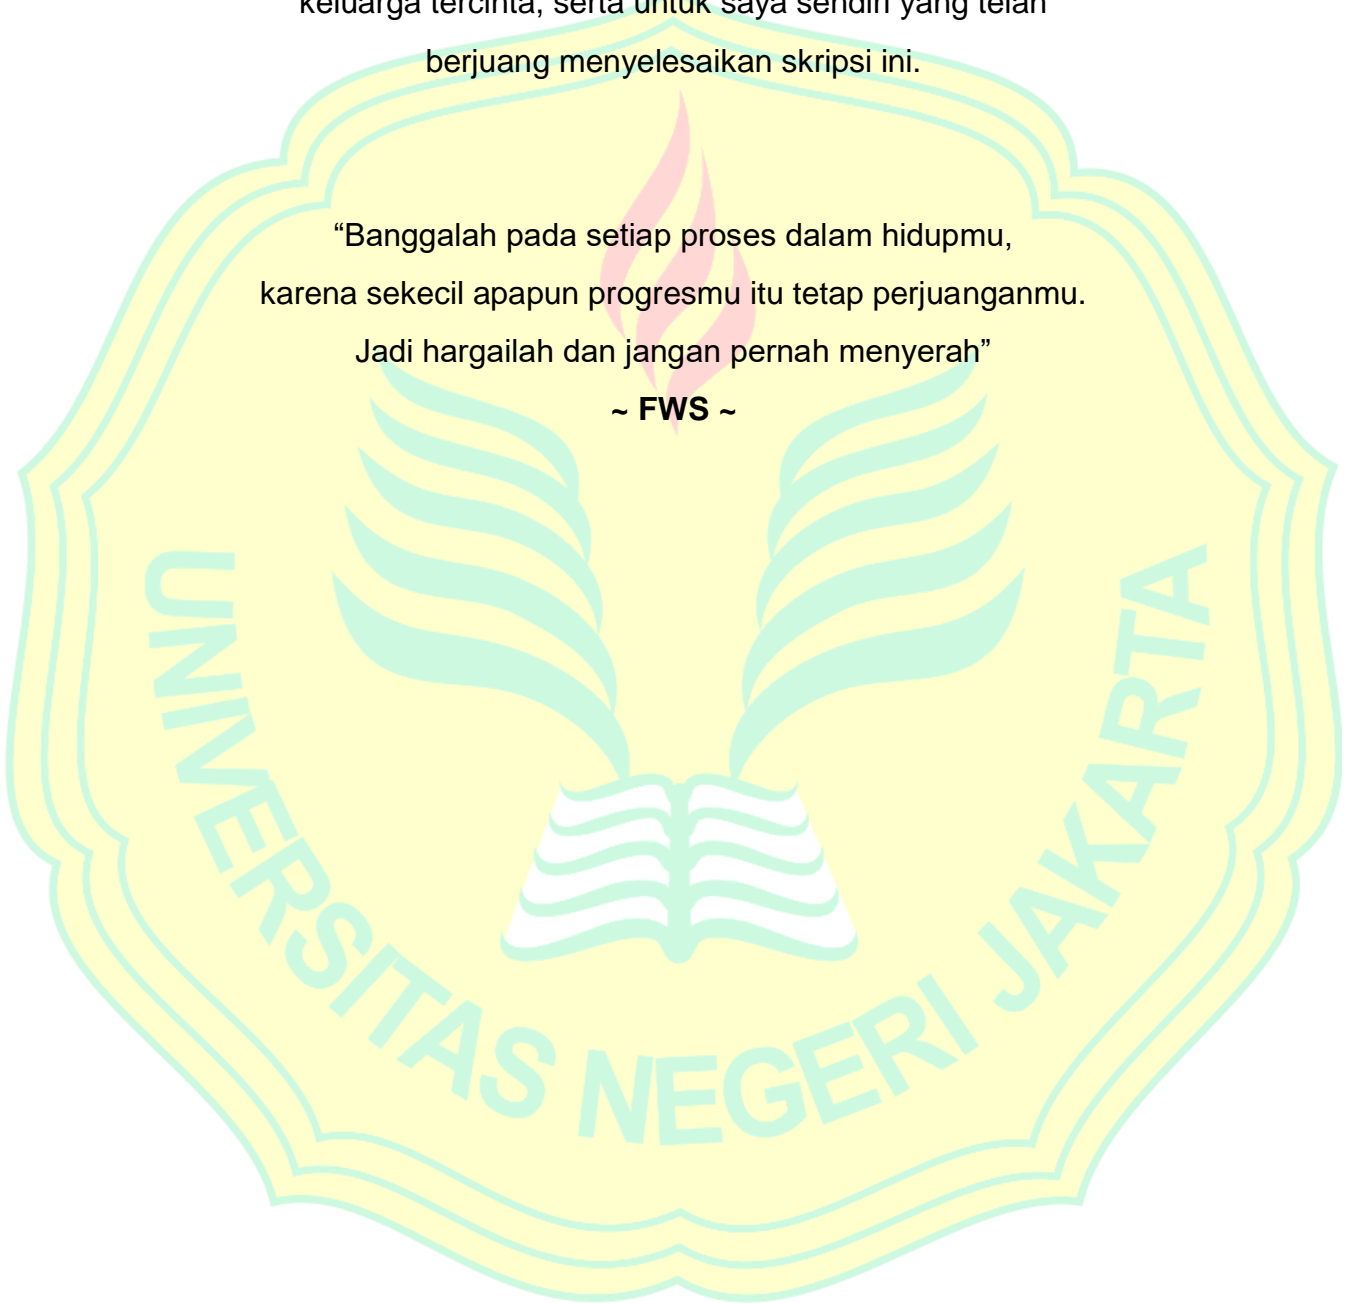 keluarga tercinta, serta untuk saya sendiri yang telah
berjuang menyelesaikan skripsi ini.
“Banggalah pada setiap proses dalam hidupmu,
karena sekecil apapun progresmu itu tetap perjuanganmu.
Jadi hargailah dan jangan pernah menyerah”
~ FWS ~
UNIVERSITAS NEGERI JAKARTA